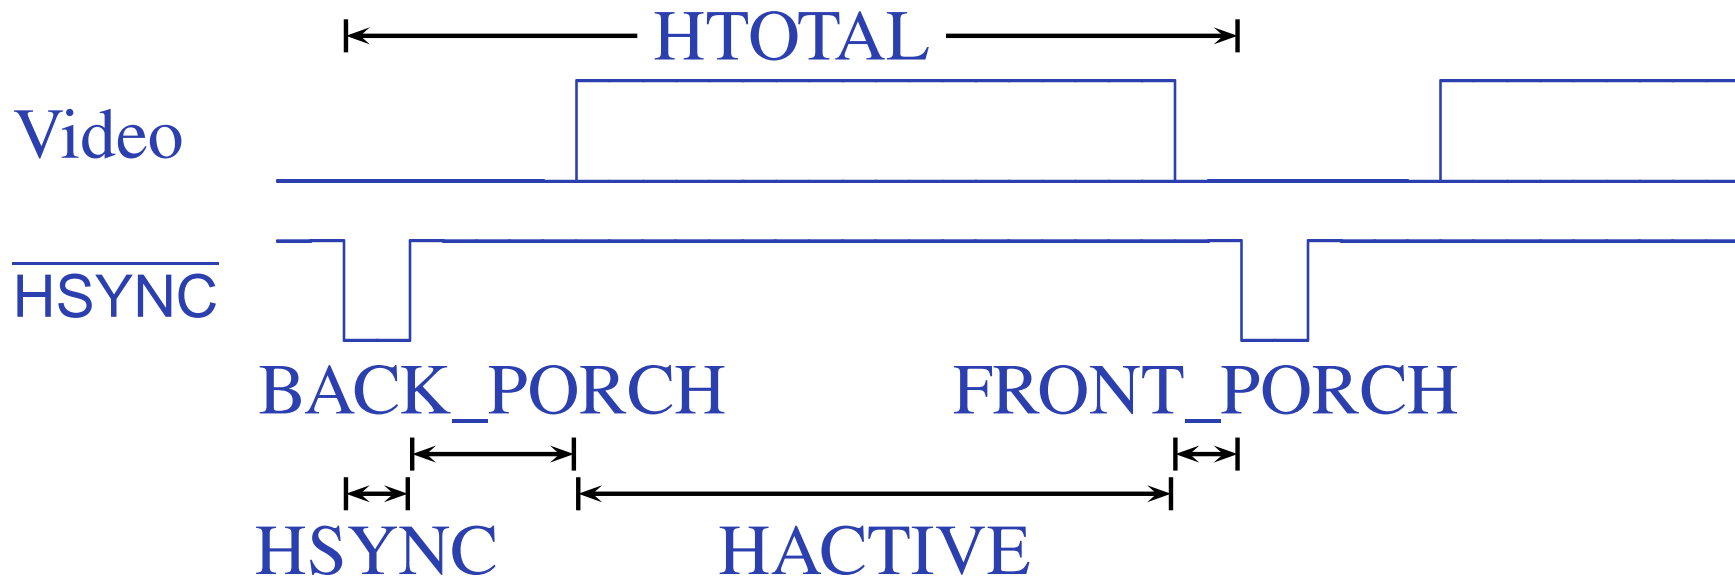 HTOTAL
Video
HSYNC
BACK_PORCH FRONT_PORCH
HSYNC HACTIVE